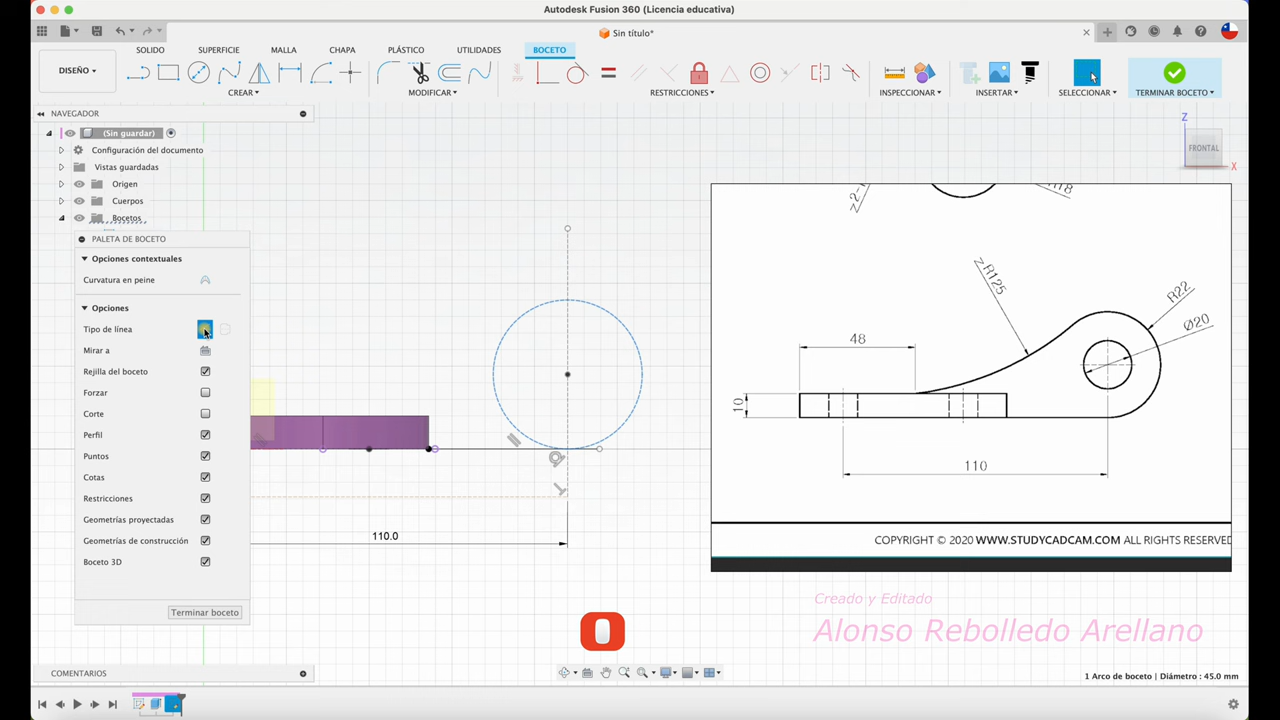 Autodesk Fusion 360 (Licencia educativa)
Sin título*
SOLIDO SUPERFICIE MALLA CHAPA PLÁSTICO UTILIDADES BOCETO
DISEÑO
CREAR MODIFICAR RESTRICCIONES INSPECCIONAR INSERTAR SELECCIONAR TERMINAR BOCETO
NAVEGADOR
(Sin guardar)
Configuración del documento
Vistas guardadas
Origen
Cuerpos
Bocetos
PALETA DE BOCETO
Opciones contextuales
Curvatura en peine
Opciones
Tipo de línea
Mirar a
Rejilla del boceto
Forzar
Corte
Perfil
Puntos
Cotas
Restricciones
Geometrías proyectadas
Geometrías de construcción
Boceto 3D
Terminar boceto
110.0
Z
FRONTAL
X
R125
R22
Ø20
48
10
110
COPYRIGHT © 2020 WWW.STUDYCADCAM.COM ALL RIGHTS RESERVED
Creado y Editado
Alonso Rebolledo Arellano
COMENTARIOS
1 Arco de boceto | Diámetro : 45.0 mm